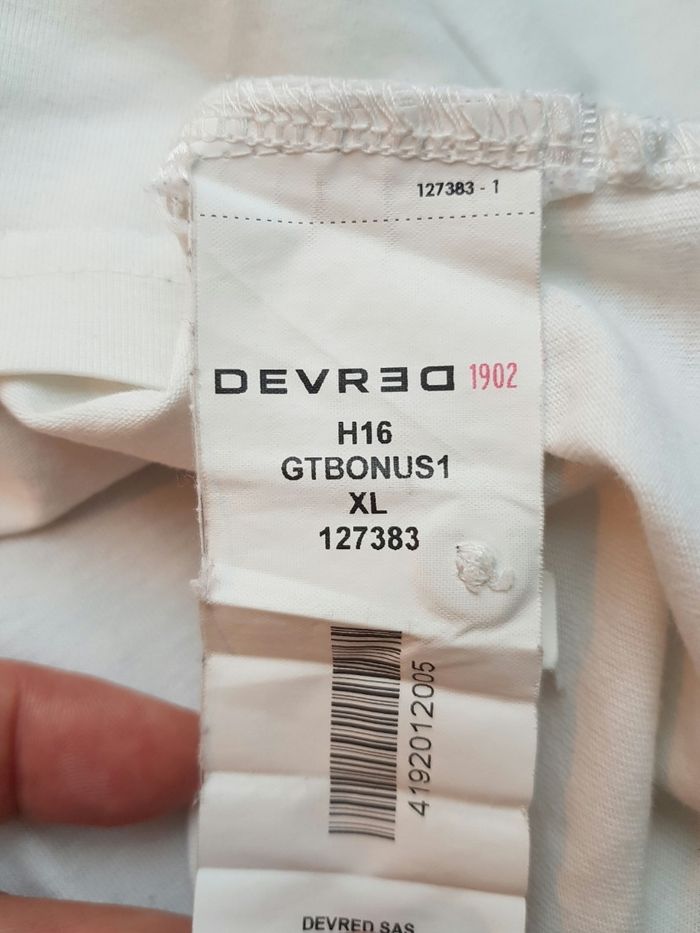 127383 - 1
DEVRED 1902
H16
GTBONUS1
XL
127383
4192012005
DEVRED SAS